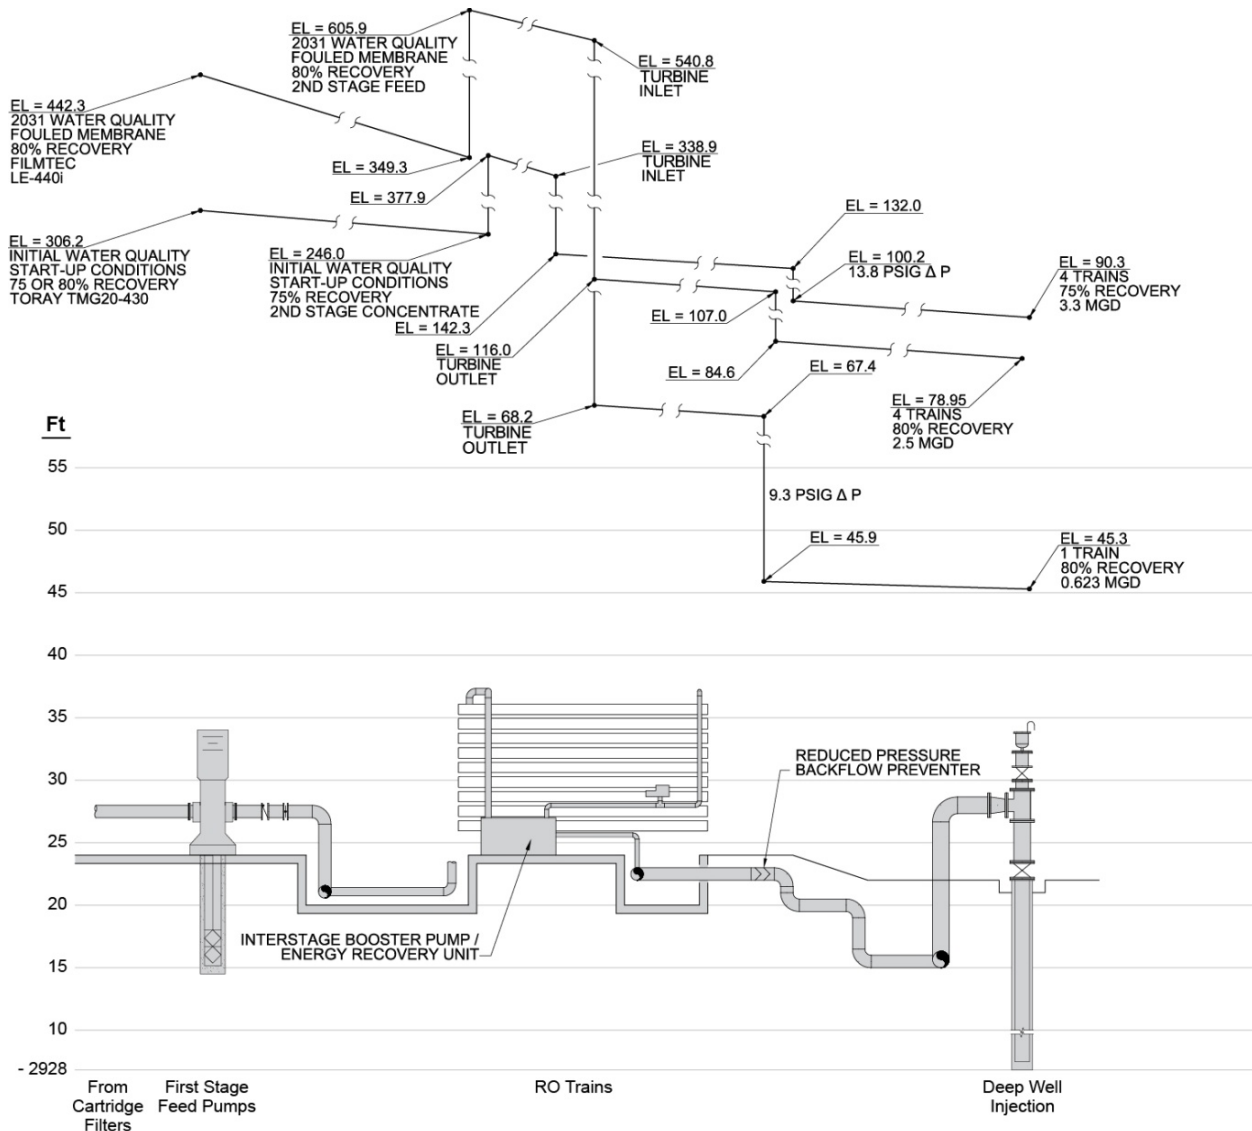 EL = 605.9
2031 WATER QUALITY
FOULED MEMBRANE
80% RECOVERY
2ND STAGE FEED
EL = 540.8
TURBINE
INLET
EL = 442.3
2031 WATER QUALITY
FOULED MEMBRANE
80% RECOVERY
FILMTEC
LE-440i
EL = 349.3
EL = 338.9
TURBINE
INLET
EL = 377.9
EL = 306.2
INITIAL WATER QUALITY
START-UP CONDITIONS
75 OR 80% RECOVERY
TORAY TMG20-430
EL = 246.0
INITIAL WATER QUALITY
START-UP CONDITIONS
75% RECOVERY
2ND STAGE CONCENTRATE
EL = 132.0
EL = 100.2
13.8 PSIG Δ P
EL = 90.3
4 TRAINS
75% RECOVERY
3.3 MGD
EL = 142.3
EL = 107.0
EL = 116.0
TURBINE
OUTLET
EL = 84.6
EL = 67.4
EL = 78.95
4 TRAINS
80% RECOVERY
2.5 MGD
EL = 68.2
TURBINE
OUTLET
Ft
55
9.3 PSIG Δ P
50
EL = 45.9
EL = 45.3
1 TRAIN
80% RECOVERY
0.623 MGD
45
40
35
REDUCED PRESSURE
BACKFLOW PREVENTER
30
25
20
INTERSTAGE BOOSTER PUMP /
ENERGY RECOVERY UNIT
15
10
- 2928
From
Cartridge
Filters
First Stage
Feed Pumps
RO Trains
Deep Well
Injection